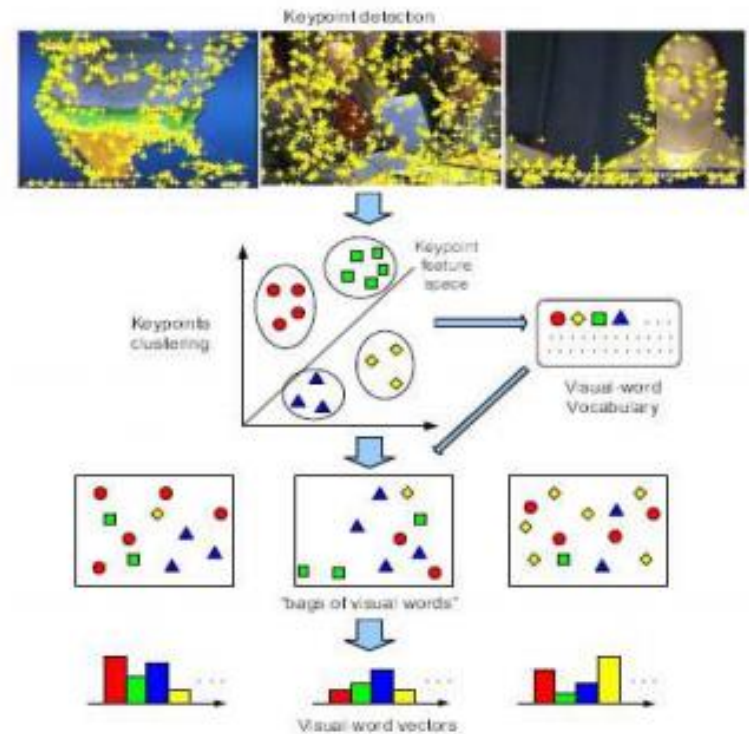 Keypoint detection
Keypoint
feature
space
Keypoints
clustering
Visual-word
Vocabulary
"bags of visual words"
Visual-word vectors